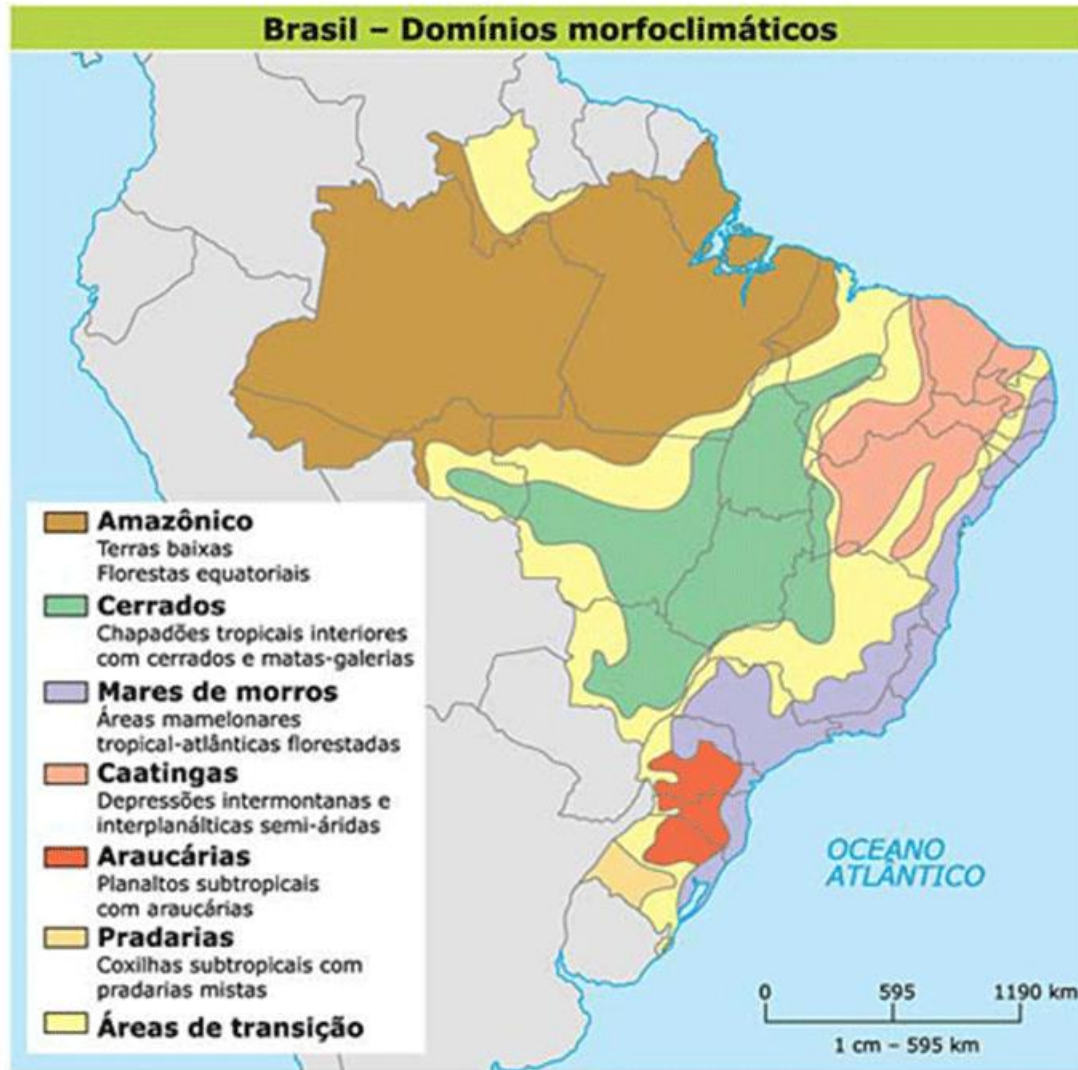 Brasil – Domínios morfoclimáticos
Amazônico
Terras baixas
Florestas equatoriais
Cerrados
Chapadões tropicais interiores
com cerrados e matas-galerias
Mares de morros
Áreas mamelonares
tropical-atlânticas florestadas
Caatingas
Depressões intermontanas e
interplanálticas semi-áridas
Araucárias
Planaltos subtropicais
com araucárias
Pradarias
Coxilhas subtropicais com
pradarias mistas
Áreas de transição
OCEANO
ATLÂNTICO
0 595 1190 km
1 cm – 595 km